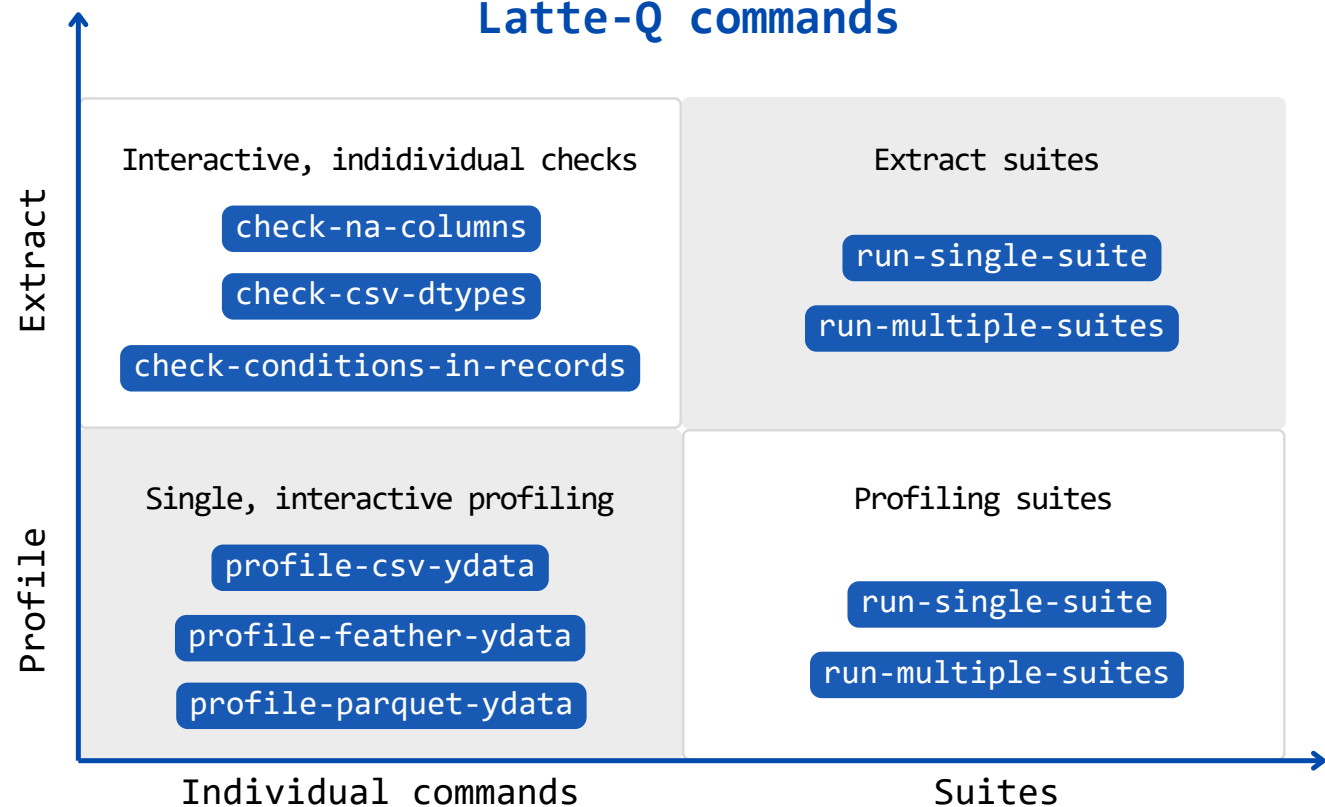 Latte-Q commands
Extract
Interactive, indidividual checks
check-na-columns
check-csv-dtypes
check-conditions-in-records
Extract suites
run-single-suite
run-multiple-suites
Profile
Single, interactive profiling
profile-csv-ydata
profile-feather-ydata
profile-parquet-ydata
Profiling suites
run-single-suite
run-multiple-suites
Individual commands
Suites